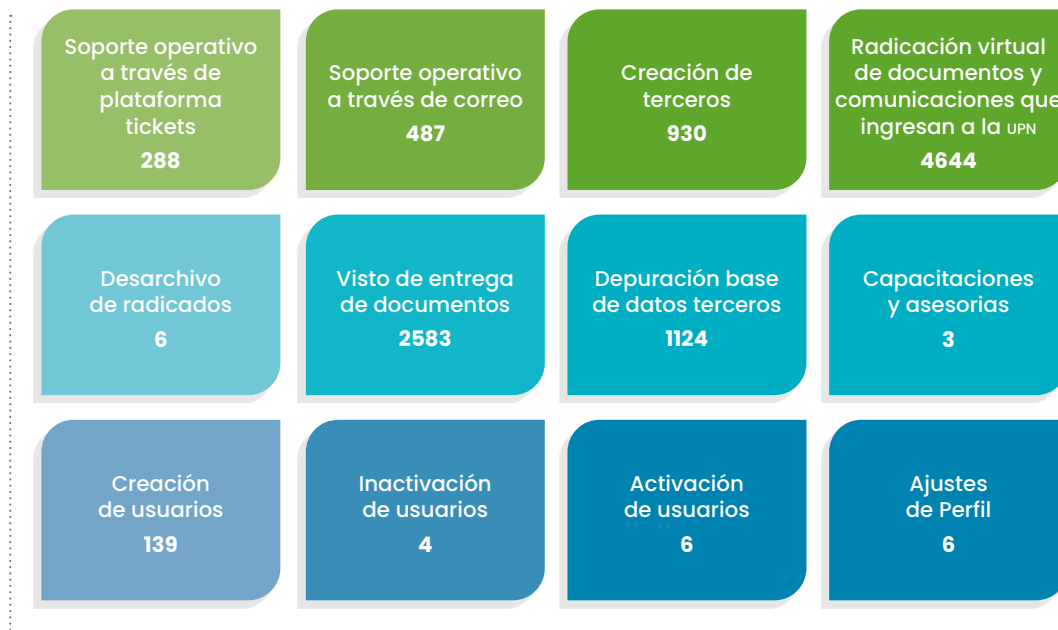 Soporte operativo
a través de
plataforma
tickets
288
Soporte operativo
a través de correo
487
Creación de
terceros
930
Radicación virtual
de documentos y
comunicaciones que
ingresan a la UPN
4644
Desarchivo
de radicados
6
Visto de entrega
de documentos
2583
Depuración base
de datos terceros
1124
Capacitaciones
y asesorias
3
Creación
de usuarios
139
Inactivación
de usuarios
4
Activación
de usuarios
6
Ajustes
de Perfil
6